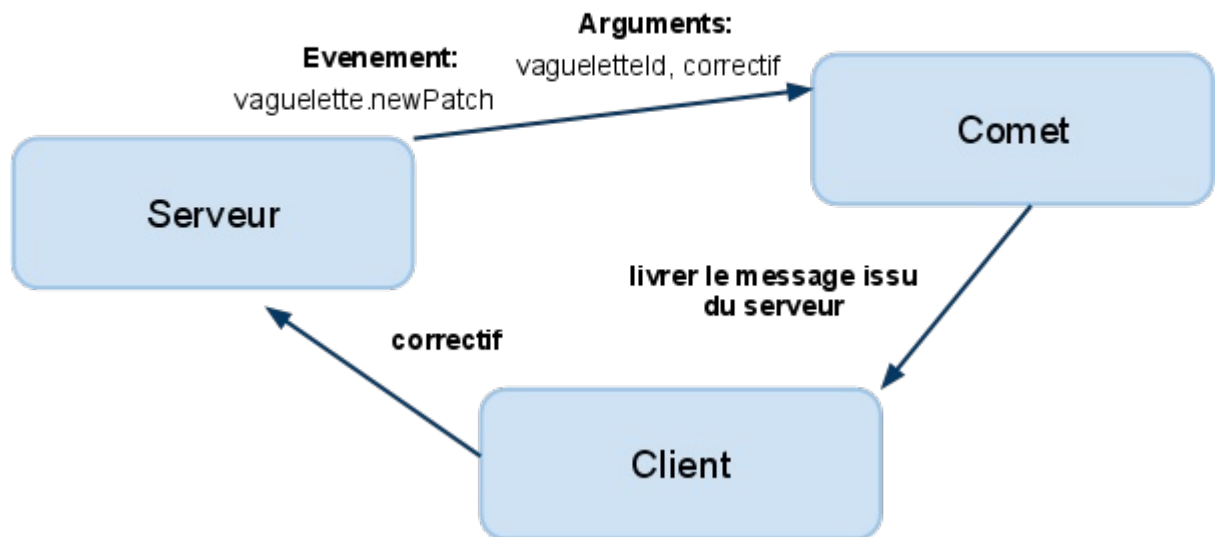 Arguments:
Evenement:
vagueletteId, correctif
vaguelette.newPatch
Comet
Serveur
livrer le message issu
du serveur
correctif
Client